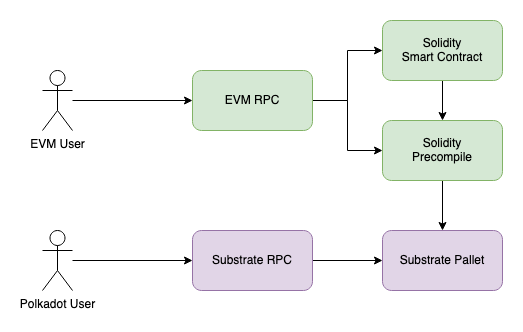 Solidity
Smart Contract
EVM RPC
EVM User
Solidity
Precompile
Substrate RPC
Substrate Pallet
Polkadot User